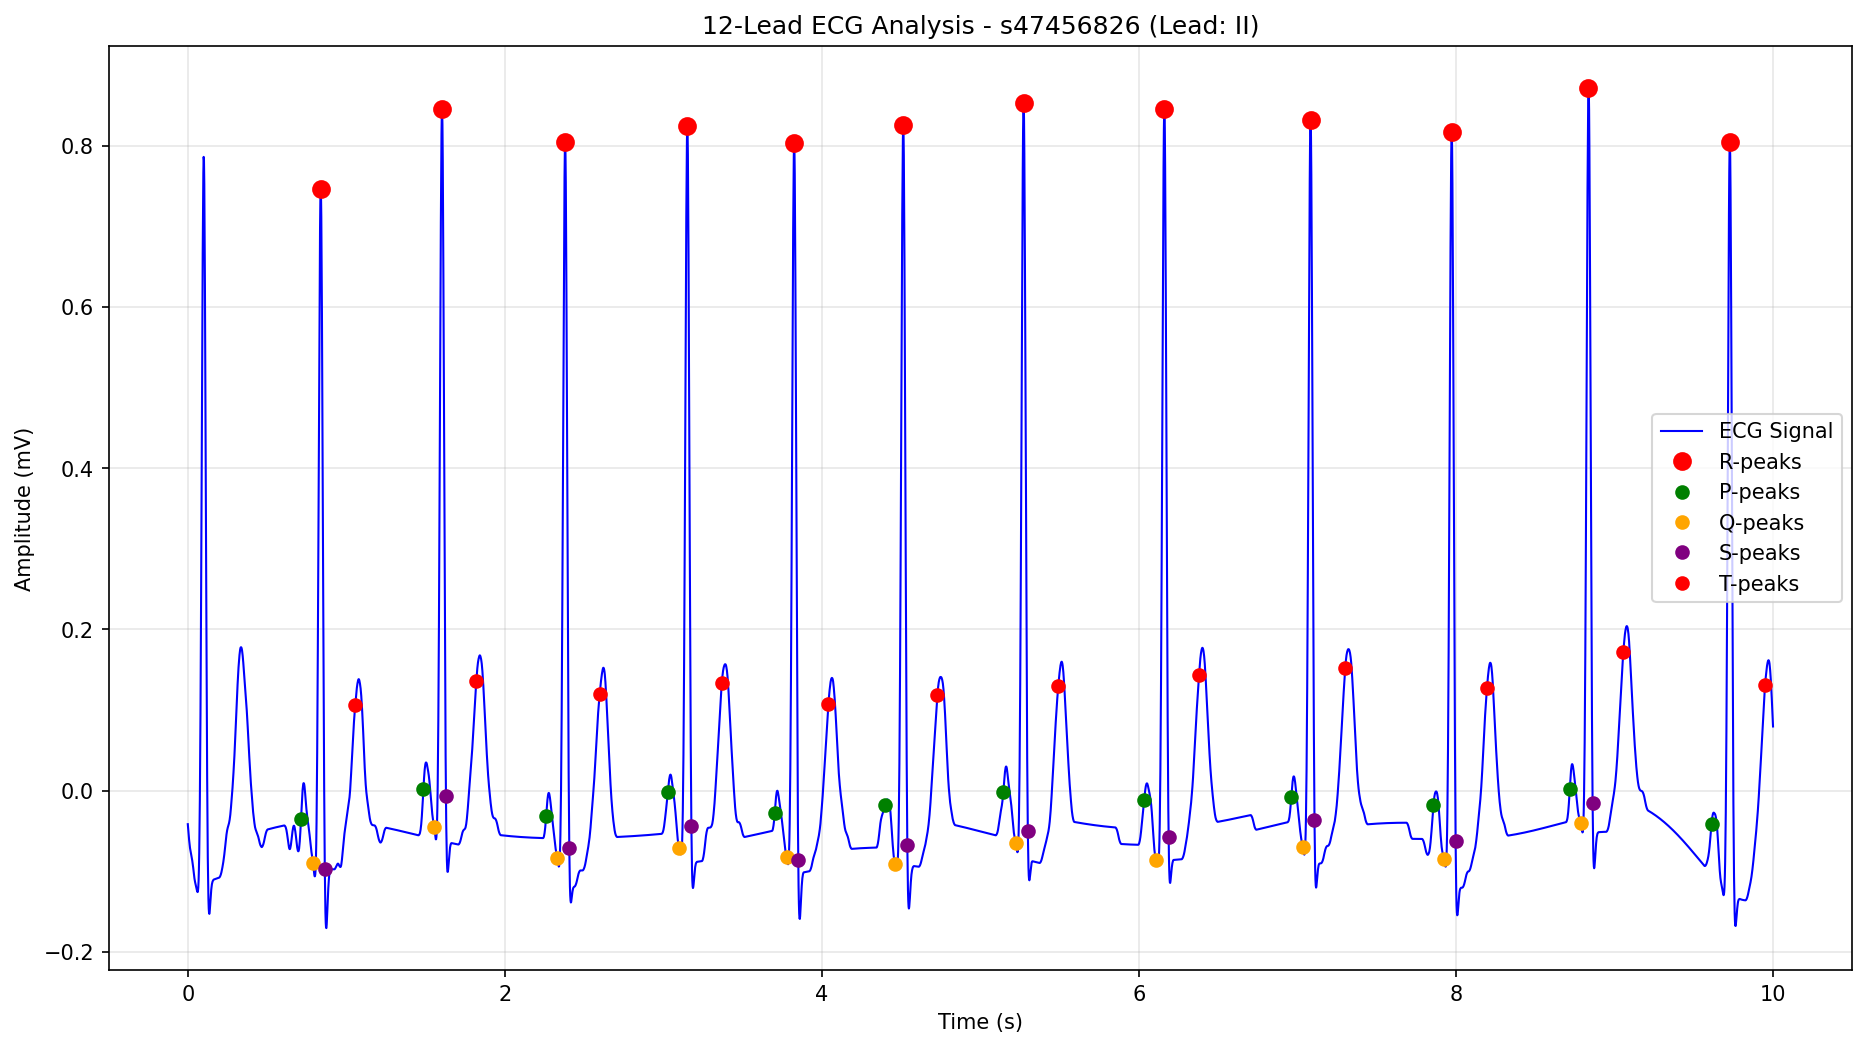 12-Lead ECG Analysis - s47456826 (Lead: II)
Amplitude (mV)
0.8
0.6
0.4
0.2
0.0
−0.2
ECG Signal
R-peaks
P-peaks
Q-peaks
S-peaks
T-peaks
0 2 4 6 8 10
Time (s)